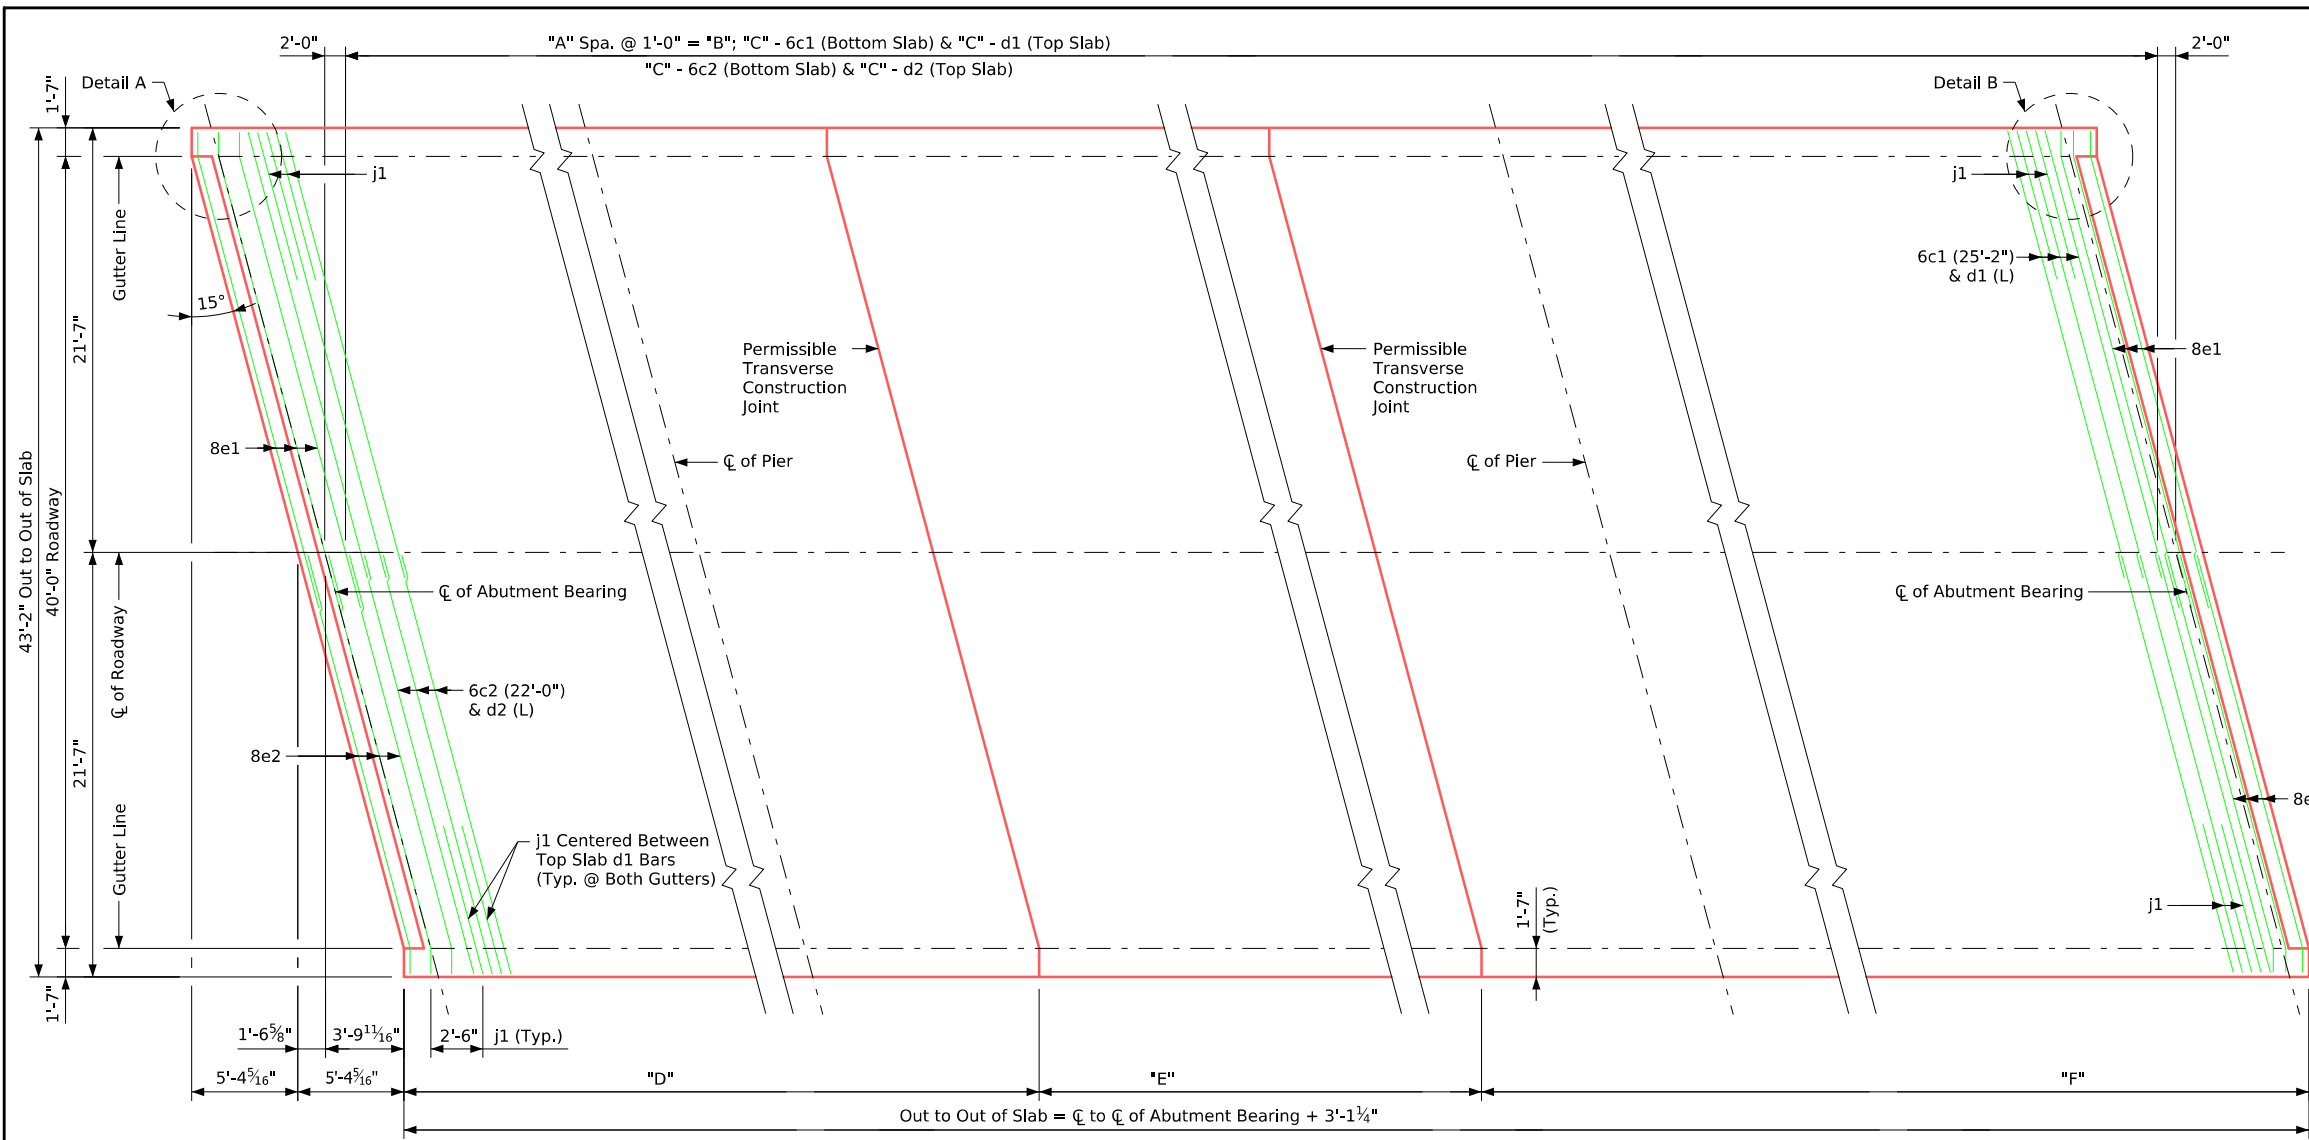 2'-0"
"A" Spa. @ 1'-0" = "B"; "C" - 6c1 (Bottom Slab) & "C" - d1 (Top Slab)
"C" - 6c2 (Bottom Slab) & "C" - d2 (Top Slab)
2'-0"
Detail A
Detail B
1'-7"
j1
j1
Gutter Line
15°
6c1 (25'-2")
& d1 (L)
21'-7"
Permissible
Transverse
Construction
Joint
Permissible
Transverse
Construction
Joint
8e1
8e1
℄ of Pier
℄ of Pier
43'-2" Out to Out of Slab
40'-0" Roadway
℄ of Abutment Bearing
℄ of Abutment Bearing
℄ of Roadway
6c2 (22'-0")
& d2 (L)
8e2
21'-7"
8e
Gutter Line
j1 Centered Between
Top Slab d1 Bars
(Typ. @ Both Gutters)
1'-7"
(Typ.)
j1
1'-7"
1'-6⅝"
3'-9¹¹⁄₁₆"
2'-6"
j1 (Typ.)
5'-4⁵⁄₁₆"
5'-4⁵⁄₁₆"
"D"
"E"
"F"
Out to Out of Slab = ℄ to ℄ of Abutment Bearing + 3'-1¼"